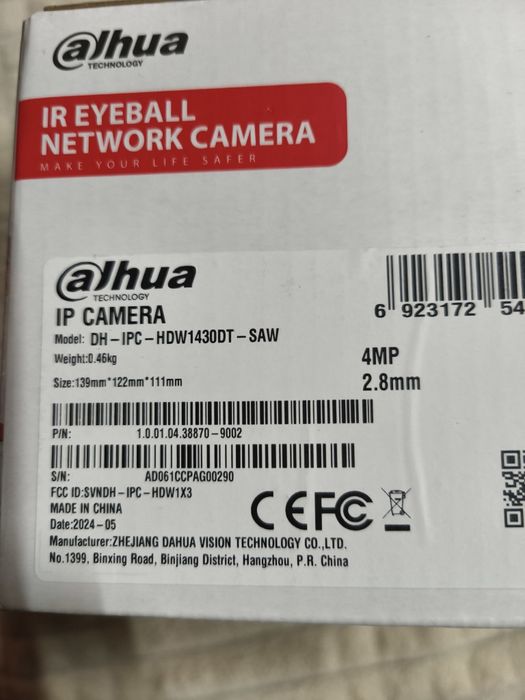 alhua
TECHNOLOGY
IR EYEBALL
NETWORK CAMERA
MAKE YOUR LIFE SAFER
alhua
TECHNOLOGY
IP CAMERA
Model: DH-IPC-HDW1430DT-SAW
Weight:0.46kg
Size:139mm*122mm*111mm
6 923172 54
4MP
2.8mm
P/N: 1.0.01.04.38870-9002
S/N: AD061CCPAG00290
FCC ID:SVNDH-IPC-HDW1X3
MADE IN CHINA
Date:2024-05
CE FC
Manufacturer:ZHEJIANG DAHUA VISION TECHNOLOGY CO.,LTD.
No.1399, Binxing Road, Binjiang District, Hangzhou, P.R. China